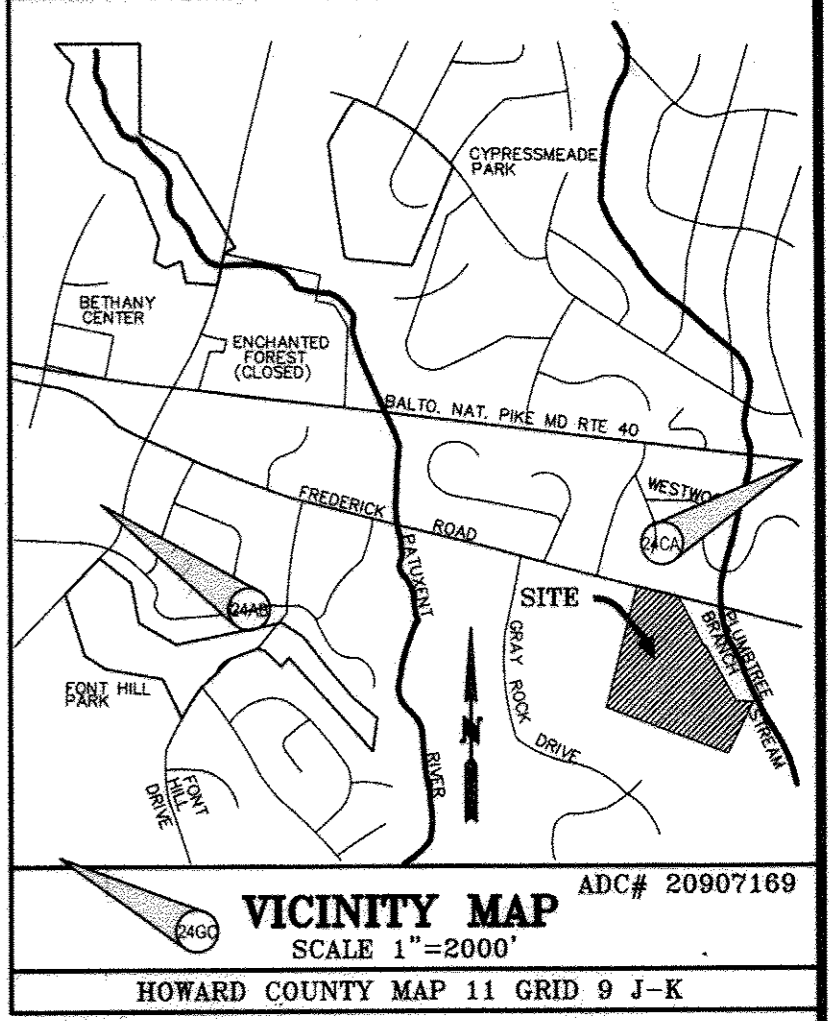 CYPRESSMEADE
PARK
BETHANY
CENTER
ENCHANTED
FOREST
(CLOSED)
BALTO. NAT. PIKE MD RTE 40
WESTWO
FREDERICK ROAD
24CA
24AB
PATUXENT RIVER
SITE
PLUMBTREE
BRANCH STREAM
GRAY ROCK DRIVE
N
FONT HILL
PARK
FONT
HILL
DRIVE
ADC# 20907169
VICINITY MAP
24GC
SCALE 1"=2000'
HOWARD COUNTY MAP 11 GRID 9 J-K